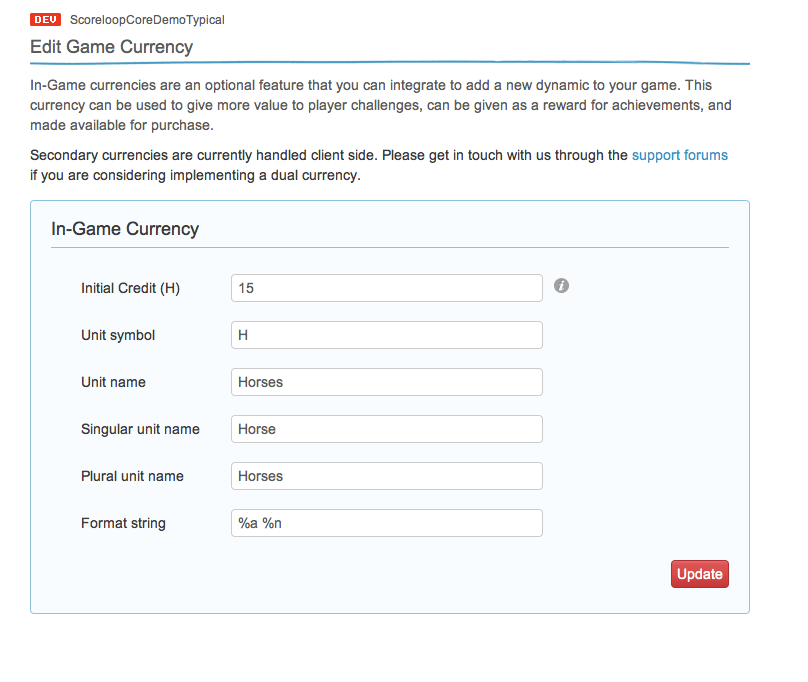 DEV ScoreloopCoreDemoTypical
Edit Game Currency
In-Game currencies are an optional feature that you can integrate to add a new dynamic to your game. This
currency can be used to give more value to player challenges, can be given as a reward for achievements, and
made available for purchase.
Secondary currencies are currently handled client side. Please get in touch with us through the support forums
if you are considering implementing a dual currency.
In-Game Currency
Initial Credit (H) 15 i
Unit symbol H
Unit name Horses
Singular unit name Horse
Plural unit name Horses
Format string %a %n
Update